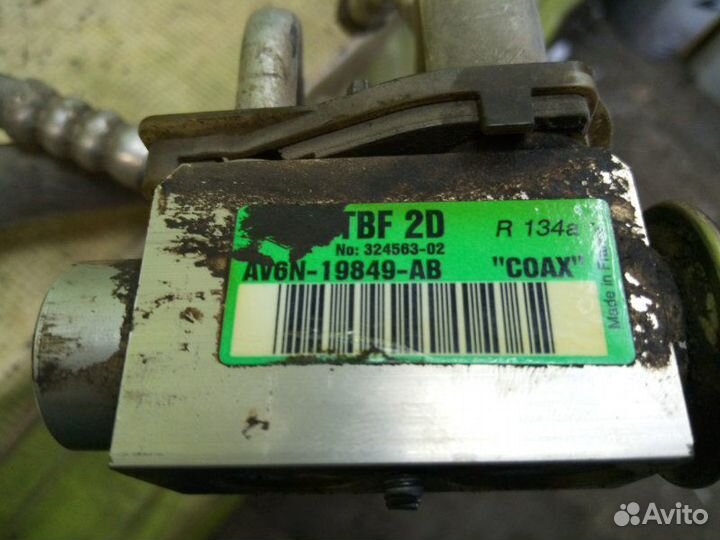 TBF 2D R 134a
No: 324563-02
AV6N-19849-AB "COAX"
Made in
Avito